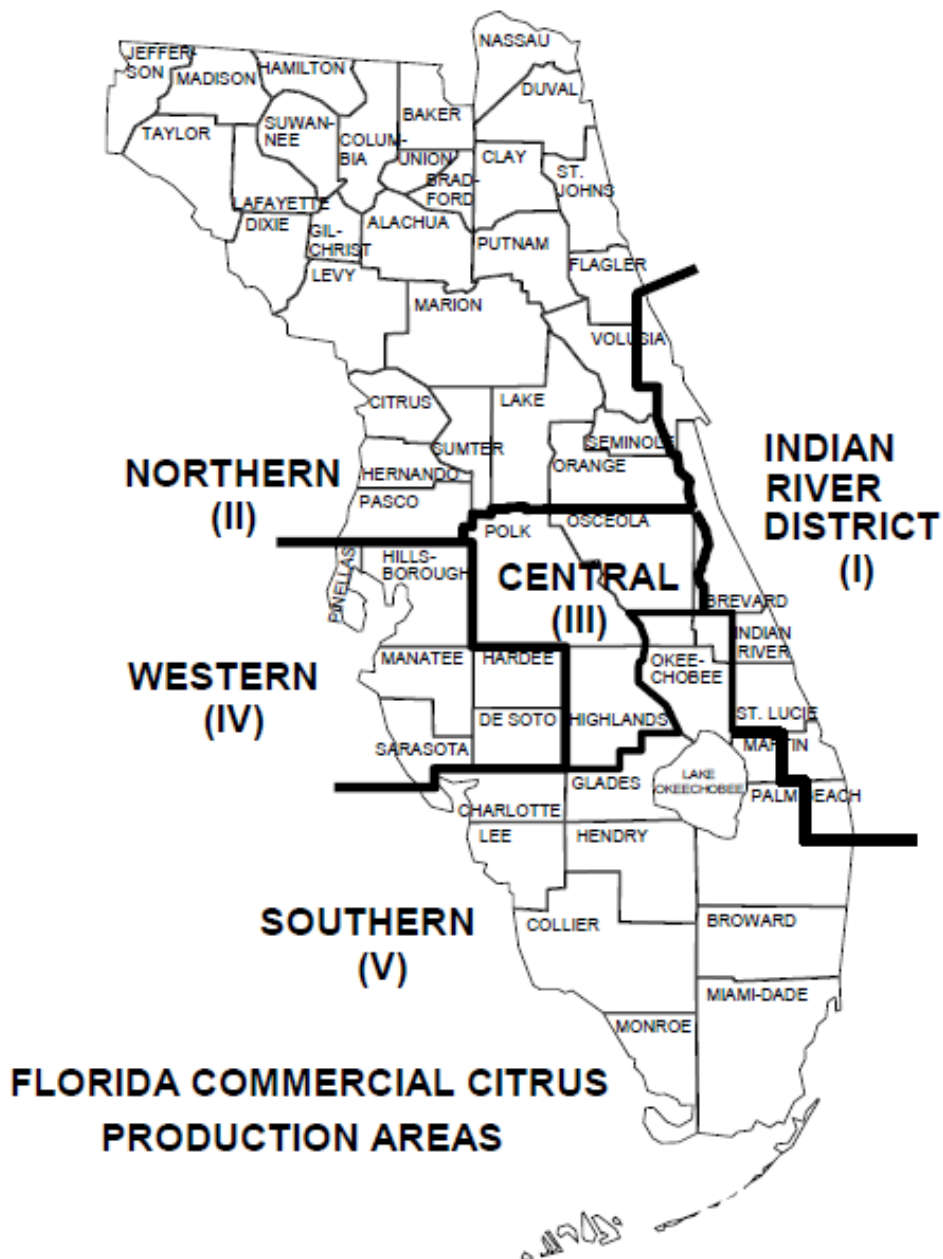 NASSAU
JEFFER-
SON
HAMILTON
MADISON
DUVAL
BAKER
TAYLOR
SUWAN-
NEE
COLUM-
BIA
UNION
CLAY
BRAD-
FORD
ST.
JOHNS
LAFAYETTE
DIXIE
GIL-
CHRIST
ALACHUA
PUTNAM
FLAGLER
LEVY
MARION
VOLUSIA
CITRUS
LAKE
SUMTER
SEMINOLE
ORANGE
HERNANDO
PASCO
NORTHERN
(II)
INDIAN
RIVER
DISTRICT
(I)
POLK
OSCEOLA
PINELLAS
HILLS-
BOROUGH
CENTRAL
(III)
BREVARD
INDIAN
RIVER
WESTERN
(IV)
MANATEE
HARDEE
OKEE-
CHOBEE
DE SOTO
HIGHLANDS
ST. LUCIE
SARASOTA
MARTIN
GLADES
LAKE
OKEECHOBEE
PALM BEACH
CHARLOTTE
LEE
HENDRY
SOUTHERN
(V)
COLLIER
BROWARD
MIAMI-DADE
MONROE
FLORIDA COMMERCIAL CITRUS
PRODUCTION AREAS